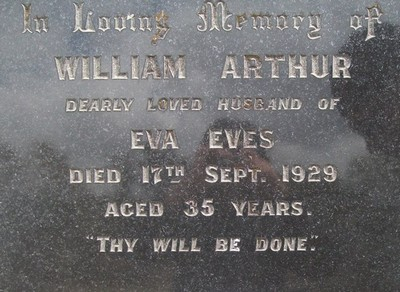 In Loving Memory of
WILLIAM ARTHUR
DEARLY LOVED HUSBAND OF
EVA EVES
DIED 17TH SEPT. 1929
AGED 35 YEARS.
"THY WILL BE DONE."